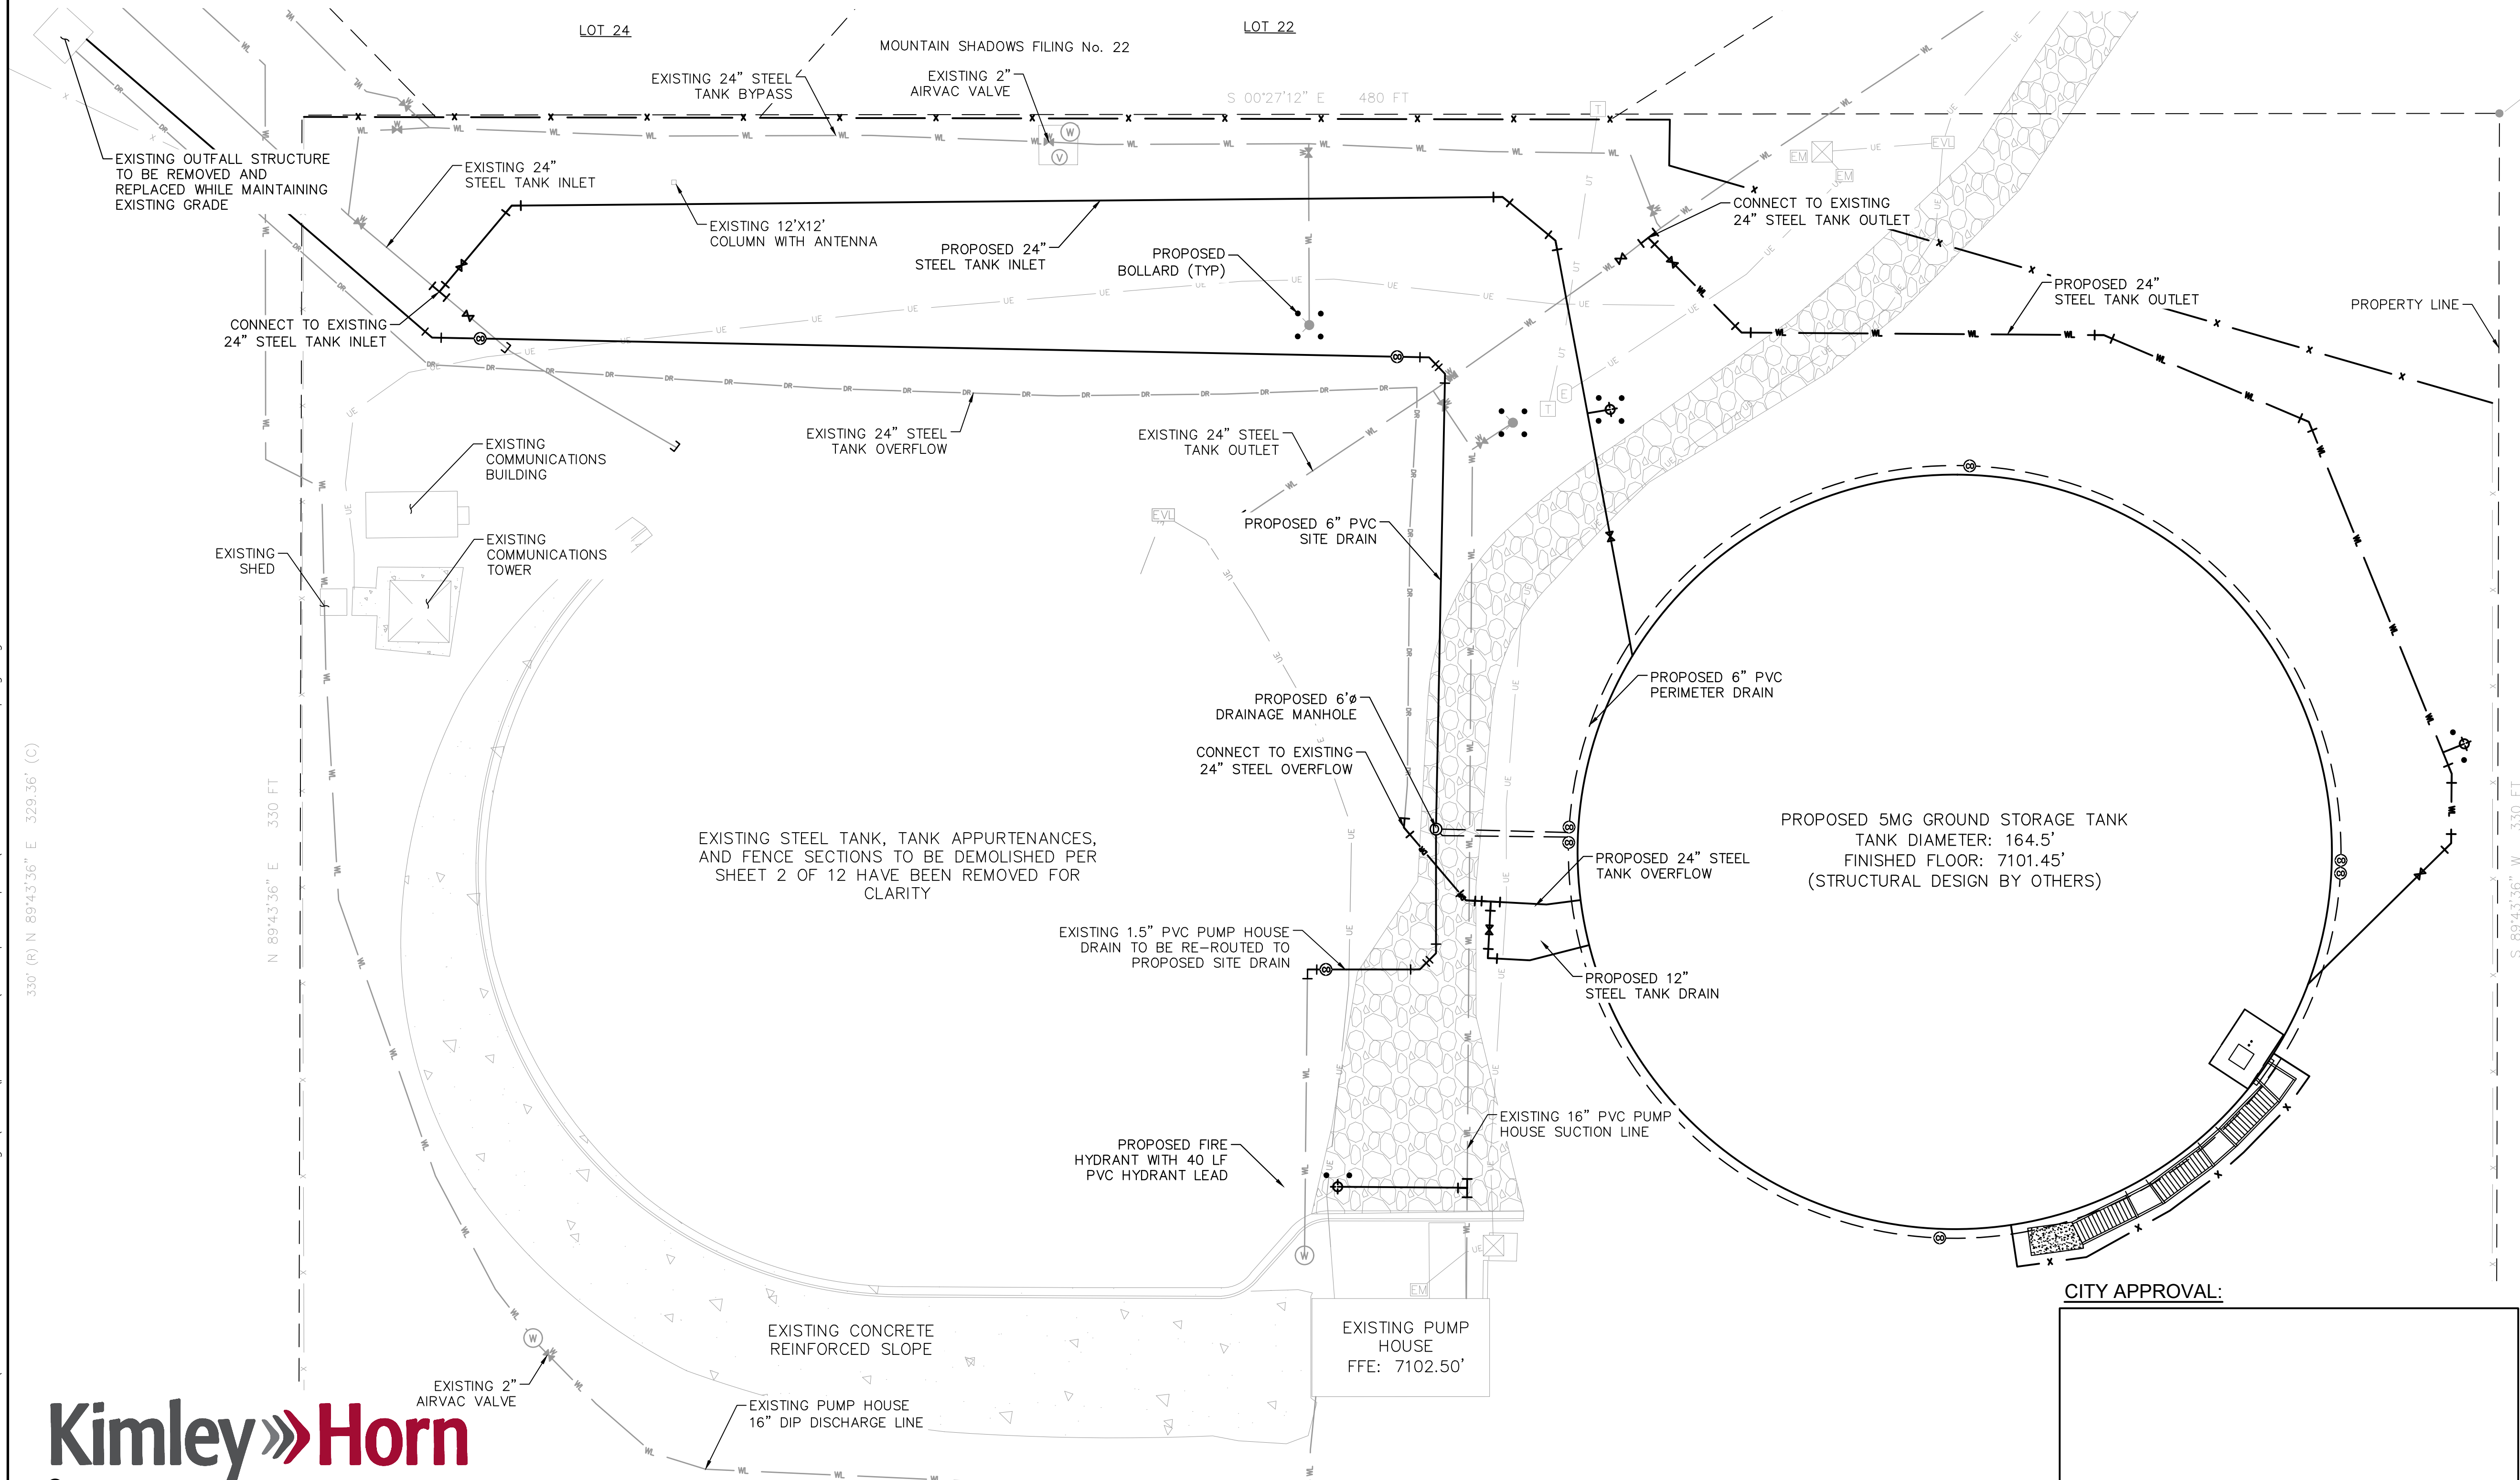 LOT 24
LOT 22
MOUNTAIN SHADOWS FILING No. 22
EXISTING 24" STEEL
TANK BYPASS
EXISTING 2"
AIRVAC VALVE
S 00°27'12" E 480 FT
EXISTING OUTFALL STRUCTURE
TO BE REMOVED AND
REPLACED WHILE MAINTAINING
EXISTING GRADE
EXISTING 24"
STEEL TANK INLET
EXISTING 12'X12'
COLUMN WITH ANTENNA
PROPOSED 24"
STEEL TANK INLET
PROPOSED
BOLLARD (TYP)
CONNECT TO EXISTING
24" STEEL TANK OUTLET
PROPOSED 24"
STEEL TANK OUTLET
PROPERTY LINE
CONNECT TO EXISTING
24" STEEL TANK INLET
EXISTING 24" STEEL
TANK OVERFLOW
EXISTING 24" STEEL
TANK OUTLET
EXISTING
COMMUNICATIONS
BUILDING
EXISTING
SHED
EXISTING
COMMUNICATIONS
TOWER
PROPOSED 6" PVC
SITE DRAIN
PROPOSED 6" PVC
PERIMETER DRAIN
PROPOSED 6'ø
DRAINAGE MANHOLE
CONNECT TO EXISTING
24" STEEL OVERFLOW
330' (R) N 89°43'36" E 329.36' (C)
N 89°43'36" E 330 FT
EXISTING STEEL TANK, TANK APPURTENANCES,
AND FENCE SECTIONS TO BE DEMOLISHED PER
SHEET 2 OF 12 HAVE BEEN REMOVED FOR
CLARITY
PROPOSED 5MG GROUND STORAGE TANK
TANK DIAMETER: 164.5'
FINISHED FLOOR: 7101.45'
(STRUCTURAL DESIGN BY OTHERS)
S 89°43'36" W 330 FT
PROPOSED 24" STEEL
TANK OVERFLOW
EXISTING 1.5" PVC PUMP HOUSE
DRAIN TO BE RE-ROUTED TO
PROPOSED SITE DRAIN
PROPOSED 12"
STEEL TANK DRAIN
PROPOSED FIRE
HYDRANT WITH 40 LF
PVC HYDRANT LEAD
EXISTING 16" PVC PUMP
HOUSE SUCTION LINE
CITY APPROVAL:
EXISTING CONCRETE
REINFORCED SLOPE
EXISTING PUMP
HOUSE
FFE: 7102.50'
EXISTING 2"
AIRVAC VALVE
EXISTING PUMP HOUSE
16" DIP DISCHARGE LINE
Kimley»Horn